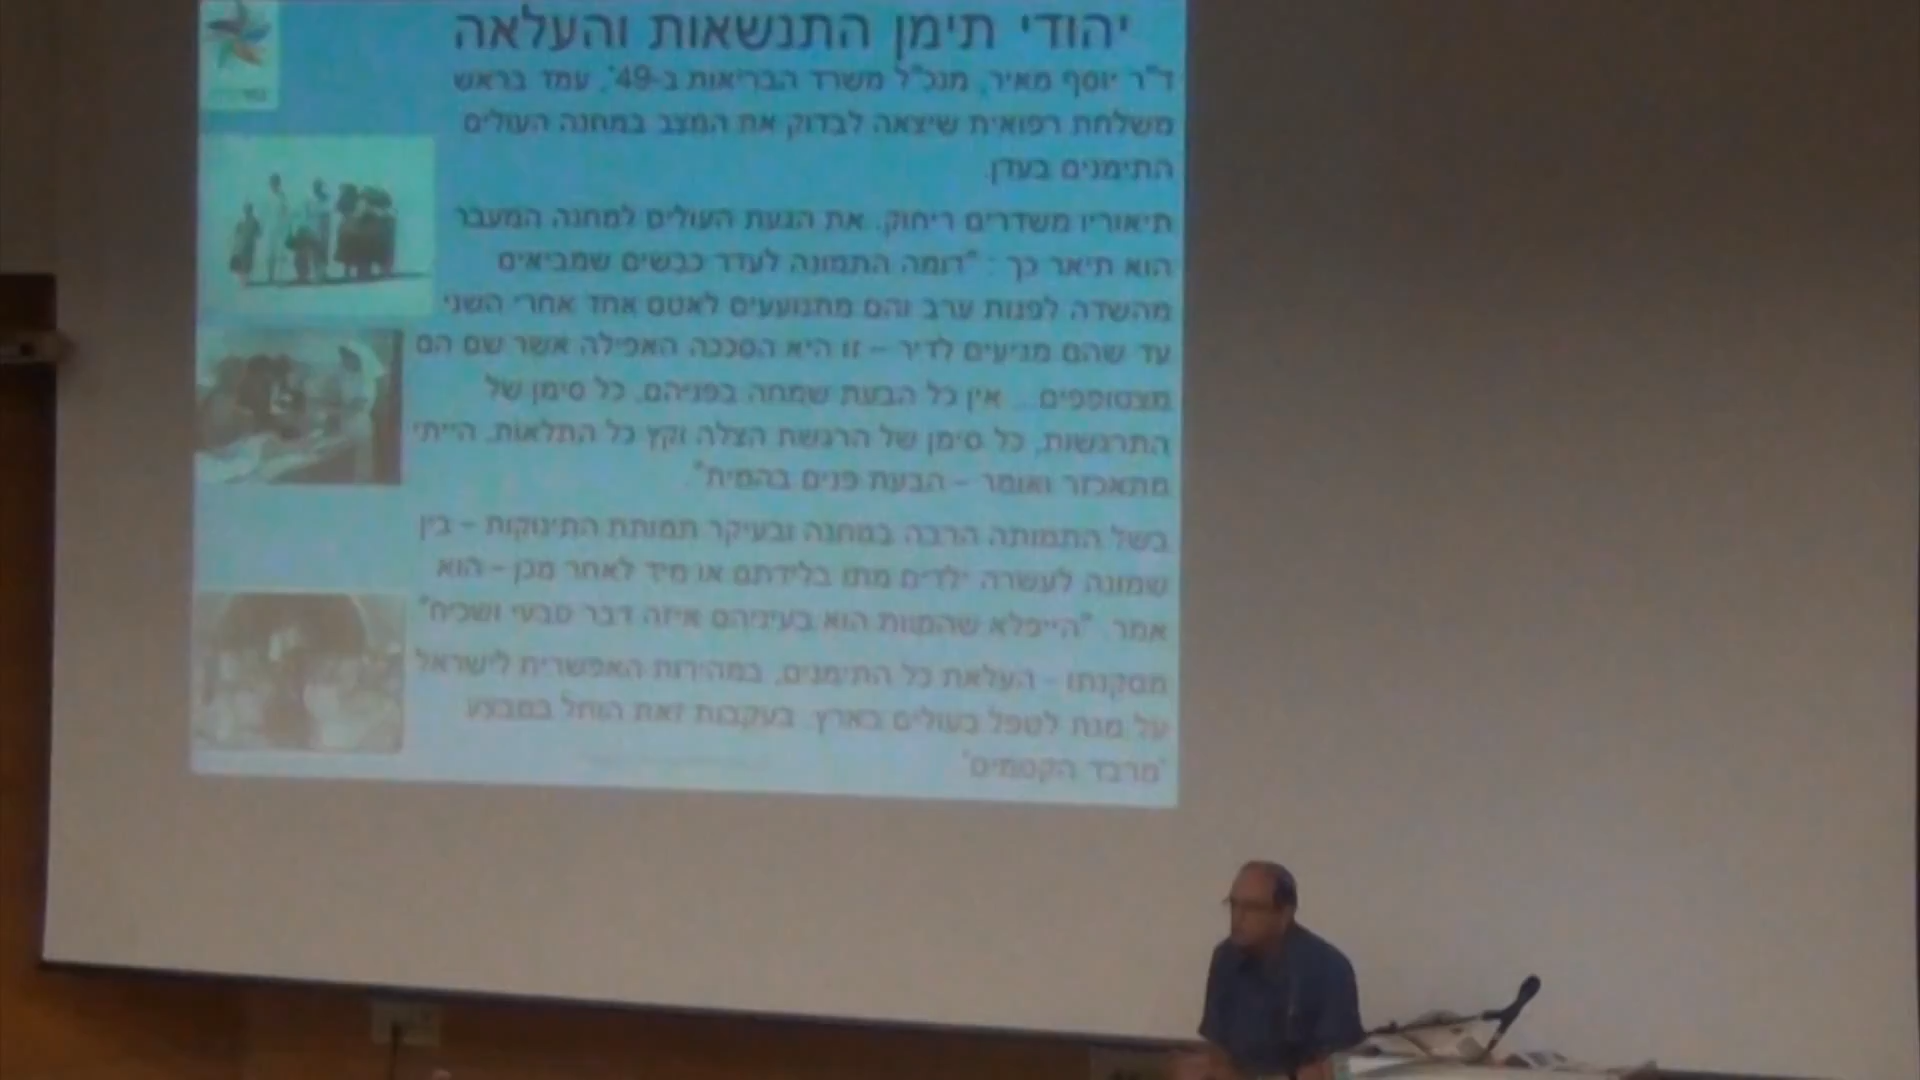 יהודי תימן התנשאות והעלאה
ד"ר יוסף מאיר, מנכ"ל משרד הבריאות ב-49', עמד בראש
משלחת רפואית שיצאה לבדוק את המצב במחנה העולים
התימנים בעדן.
תיאוריו משדרים ריחוק. את הגעת העולים למחנה המעבר
הוא תיאר כך : "דומה התמונה לעדר כבשים שמביאים
מהשדה לפנות ערב והם מתנועעים לאטם אחד אחרי השני
עד שהם מגיעים לדיר – זו היא הסככה האפילה אשר שם הם
מצטופפים... אין כל הבעת שמחה בפניהם, כל סימן של
התרגשות, כל סימן של הרגשת הצלה וקץ כל התלאות. הייתי
מתאכזר ואומר – הבעת פנים בהמית".
בשל התמותה הרבה במחנה ובעיקר תמותת התינוקות – בין
שמונה לעשרה ילדים מתו בלידתם או מיד לאחר מכן – הוא
אמר: "הייפלא שהמוות הוא בעיניהם איזה דבר טבעי ושכיח"
מסקנתו - העלאת כל התימנים, במהירות האפשרית לישראל
על מנת לטפל בעולים בארץ. בעקבות זאת הוחל במבצע
'מרבד הקסמים'